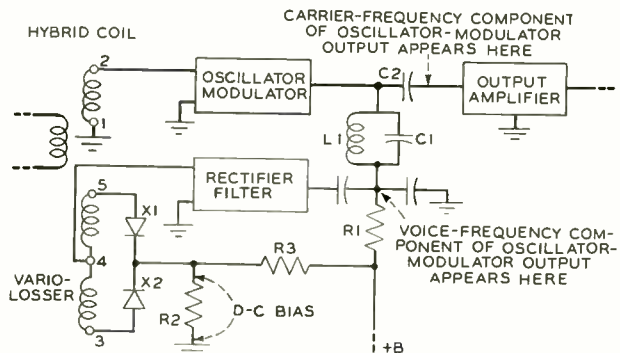 CARRIER-FREQUENCY COMPONENT
OF OSCILLATOR-MODULATOR
OUTPUT APPEARS HERE
HYBRID COIL
2
1
OSCILLATOR
MODULATOR
C2
OUTPUT
AMPLIFIER
L1
C1
RECTIFIER
FILTER
5
X1
4
X2
3
VARIO-
LOSSER
R1
R2
R3
D-C BIAS
VOICE-FREQUENCY COM-
PONENT OF OSCILLATOR-
MODULATOR OUTPUT
APPEARS HERE
+B